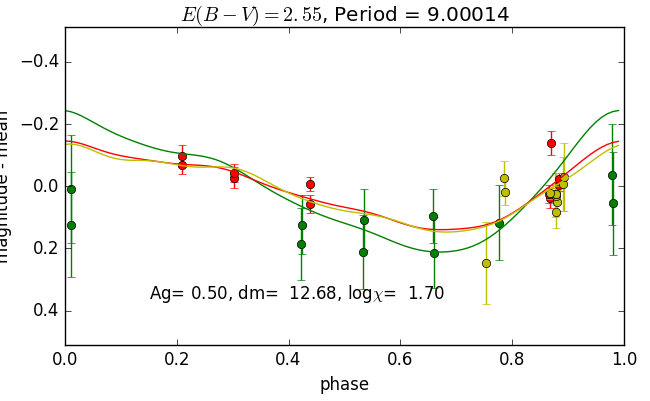 E(B − V) = 2.55, Period = 9.00014
magnitude - mean
−0.4
−0.2
0.0
0.2
0.4
Ag= 0.50, dm= 12.68, logχ= 1.70
0.0 0.2 0.4 0.6 0.8 1.0
phase